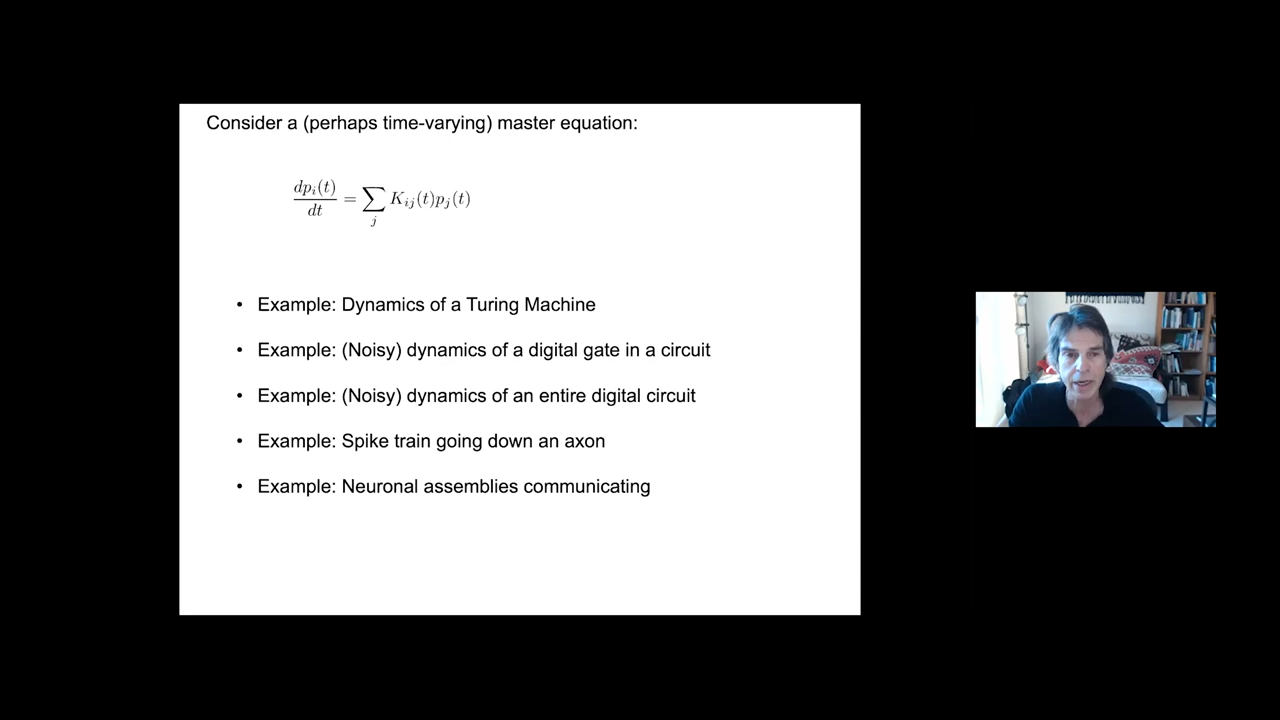 Consider a (perhaps time-varying) master equation:
dp_i(t)/dt = ∑_j K_ij(t)p_j(t)
• Example: Dynamics of a Turing Machine
• Example: (Noisy) dynamics of a digital gate in a circuit
• Example: (Noisy) dynamics of an entire digital circuit
• Example: Spike train going down an axon
• Example: Neuronal assemblies communicating